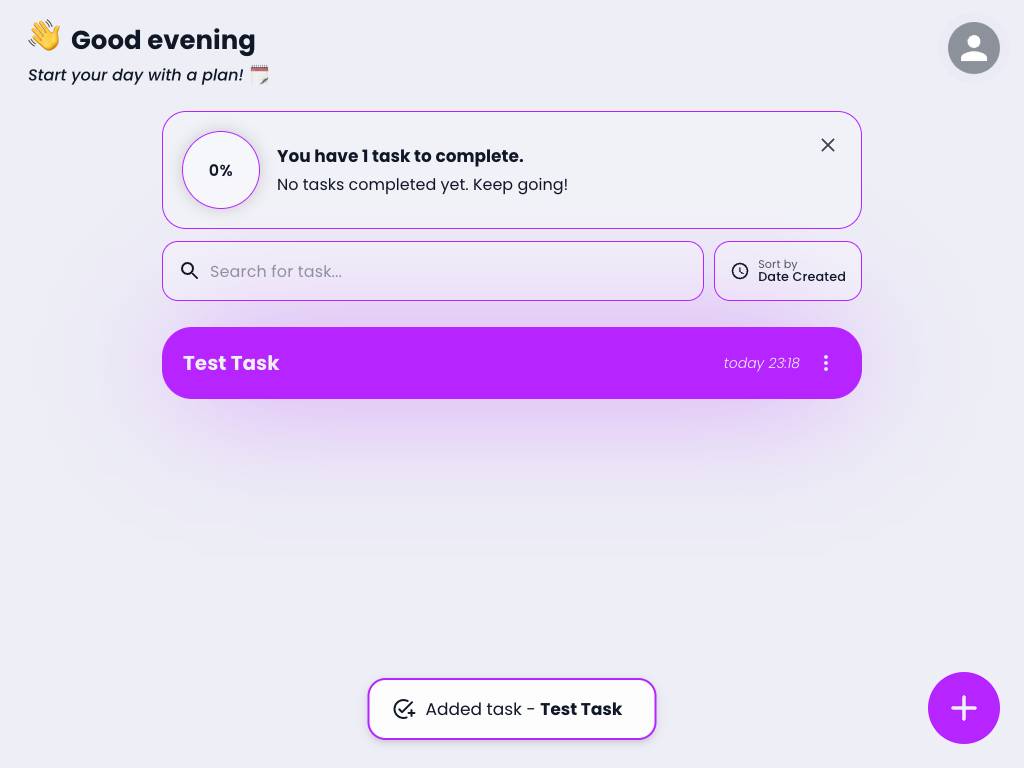 Good evening
Start your day with a plan!
0%
You have 1 task to complete.
No tasks completed yet. Keep going!
Search for task...
Sort by
Date Created
Test Task
today 23:18
Added task - Test Task